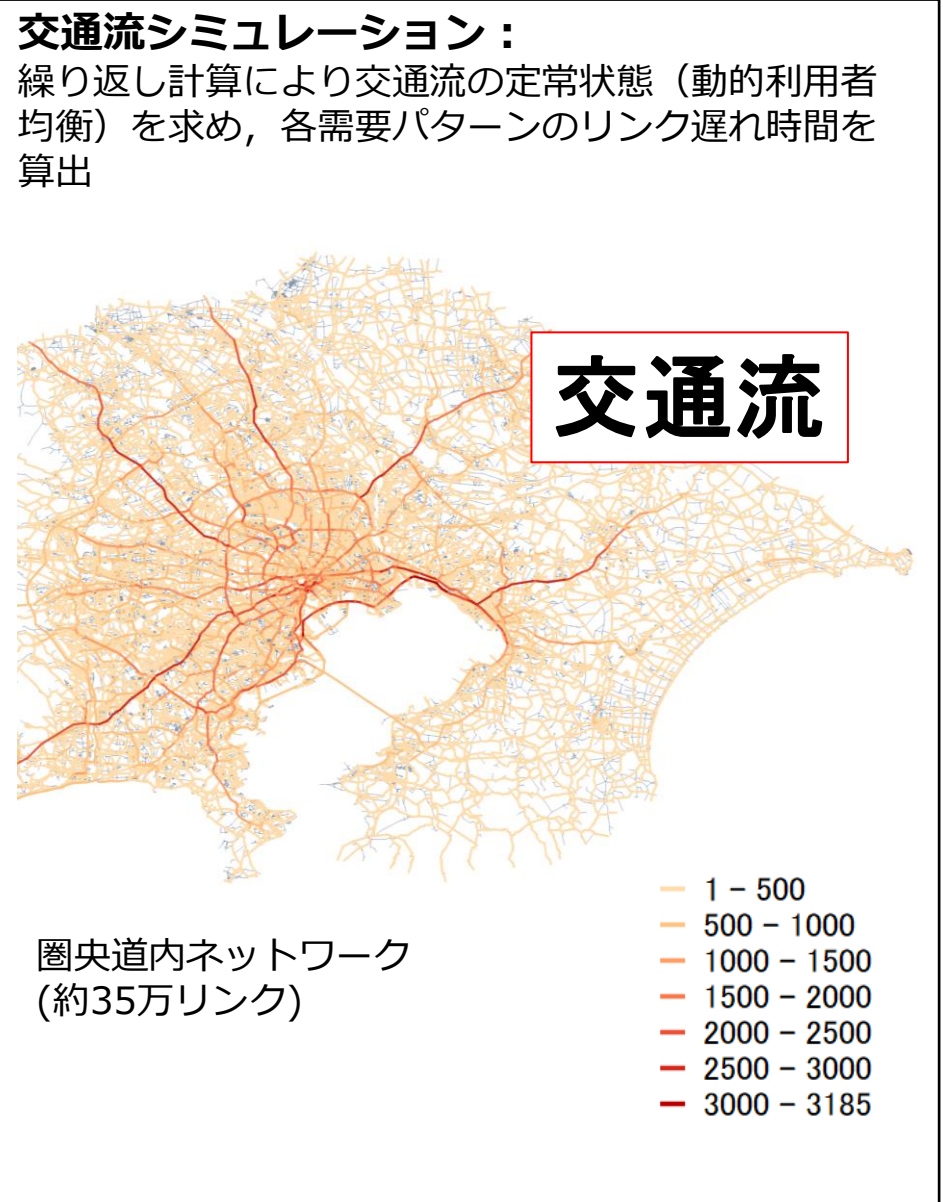 交通流シミュレーション：
繰り返し計算により交通流の定常状態（動的利用者
均衡）を求め，各需要パターンのリンク遅れ時間を
算出
交通流
圏央道内ネットワーク
(約35万リンク)
1 – 500
500 – 1000
1000 – 1500
1500 – 2000
2000 – 2500
2500 – 3000
3000 – 3185